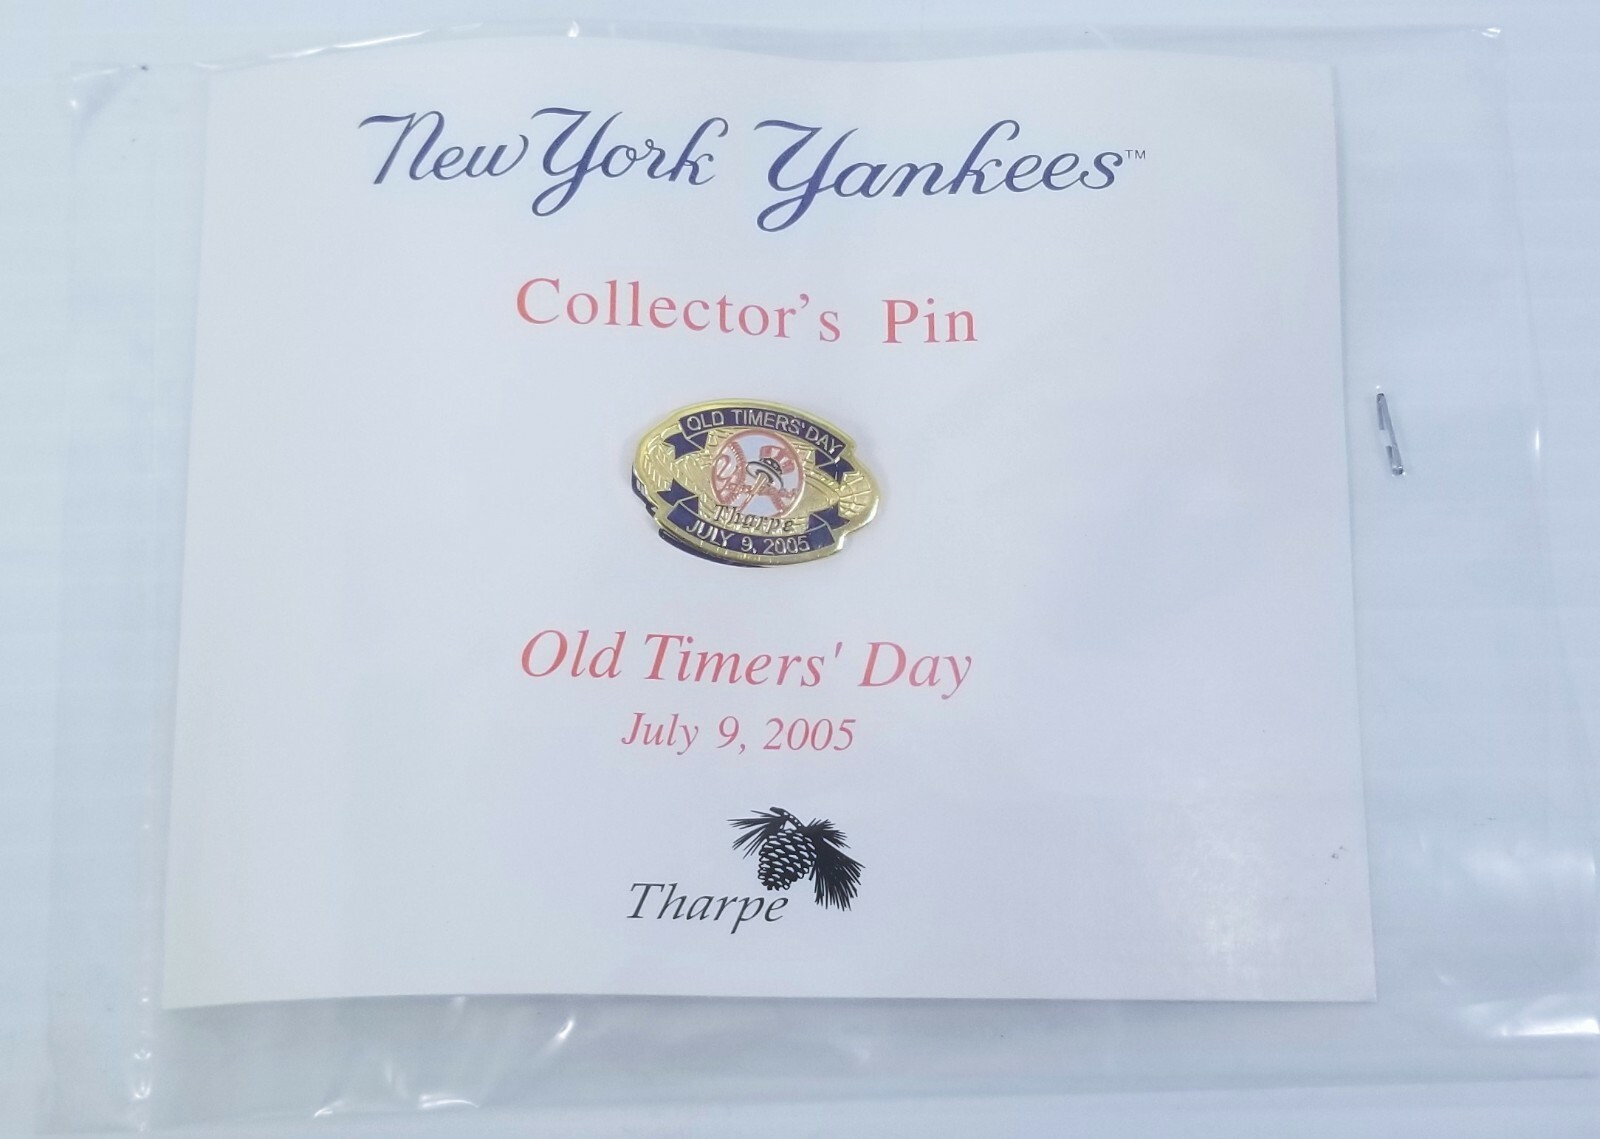 New York Yankees™
Collector's Pin
OLD TIMERS' DAY
Yankees
Tharpe
JULY 9, 2005
Old Timers' Day
July 9, 2005
Tharpe